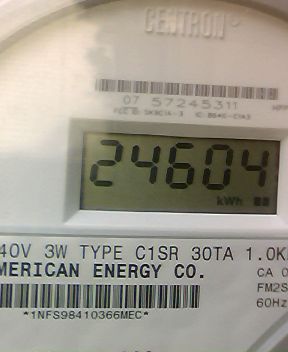 CENTRON
07 57245311
24604
kWh
40V 3W TYPE C1SR 30TA 1.0K
MERICAN ENERGY CO.
CA 0
FM2S
60Hz
*1NFS98410366MEC*